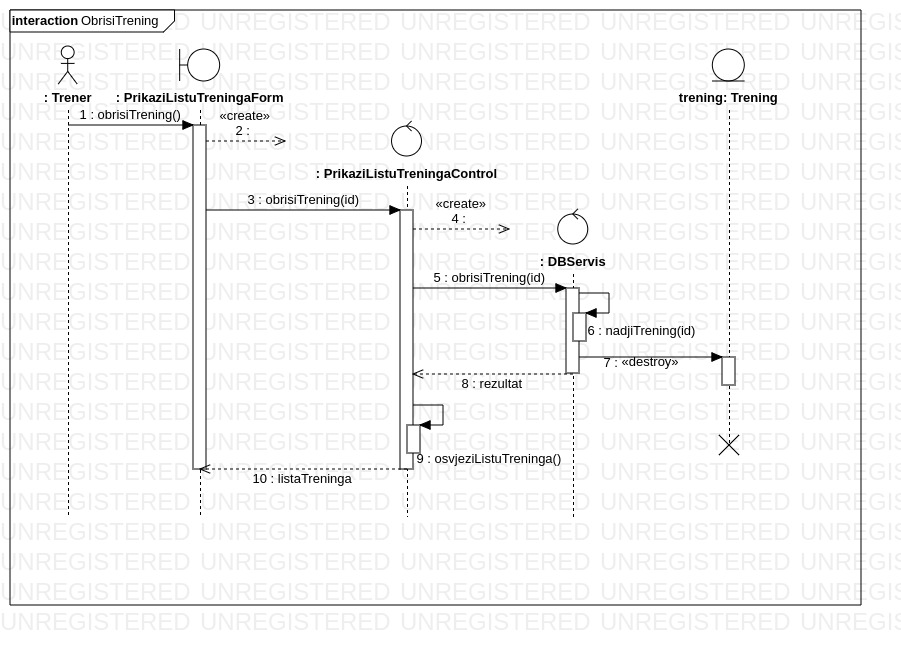 interaction ObrisiTrening
: Trener
: PrikaziListuTreningaForm
trening: Trening
1 : obrisiTrening()
«create»
2 :
: PrikaziListuTreningaControl
3 : obrisiTrening(id)
«create»
4 :
: DBServis
5 : obrisiTrening(id)
6 : nadjiTrening(id)
7 : «destroy»
8 : rezultat
9 : osvjeziListuTreninga()
10 : listaTreninga
UNREGISTERED UNREGISTERED UNREGISTERED UNREGISTERED UNREGISTERED